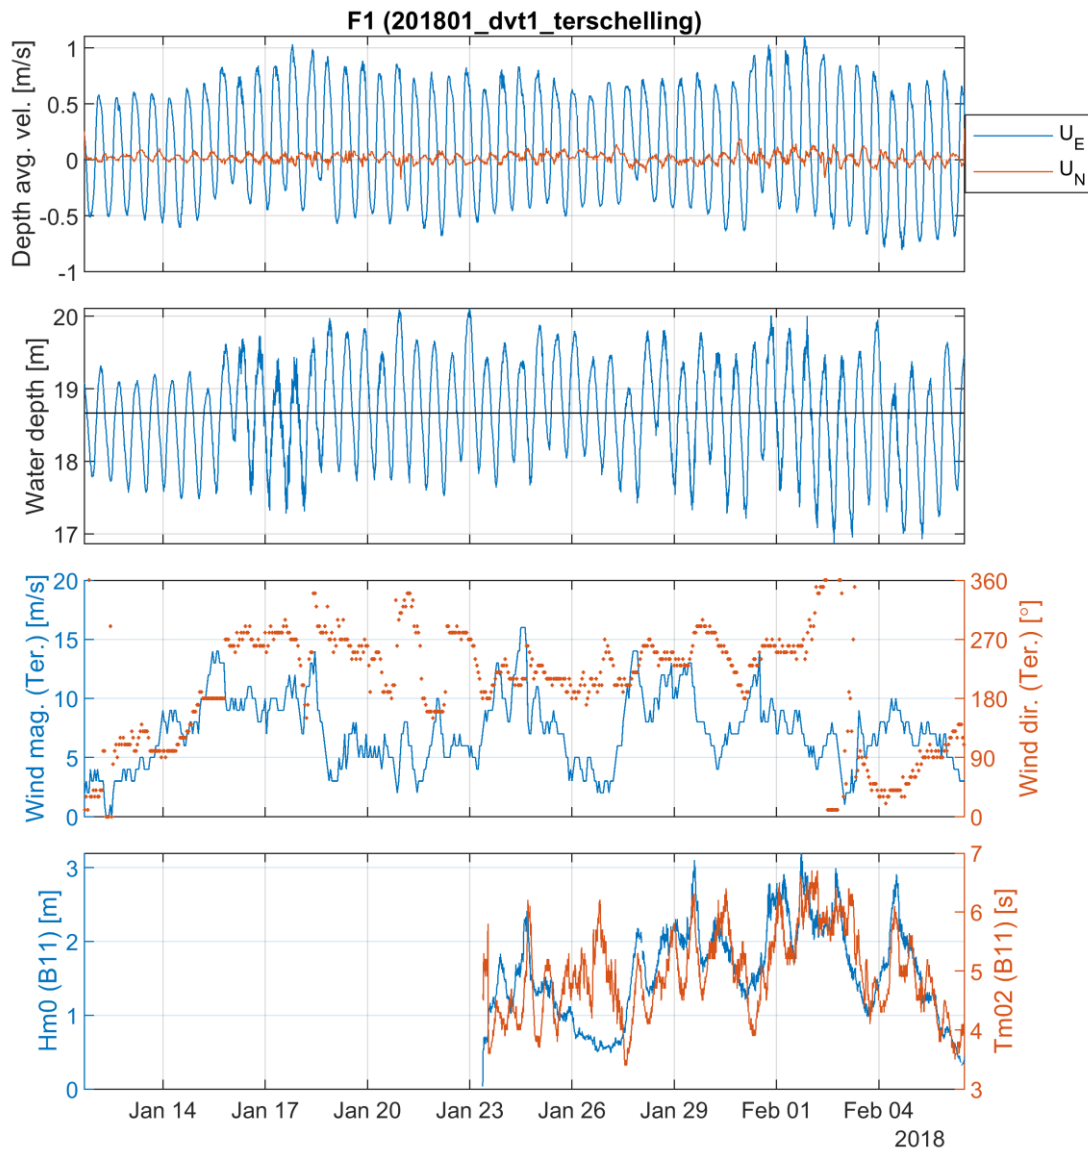 F1 (201801_dvt1_terschelling)
Depth avg. vel. [m/s]
1
0.5
0
-0.5
-1
U_E
U_N
Water depth [m]
20
19
18
17
Wind mag. (Ter.) [m/s]
20
15
10
5
0
360
270
180
90
0
Wind dir. (Ter.) [°]
Hm0 (B11) [m]
3
2
1
0
7
6
5
4
3
Tm02 (B11) [s]
Jan 14 Jan 17 Jan 20 Jan 23 Jan 26 Jan 29 Feb 01 Feb 04
2018